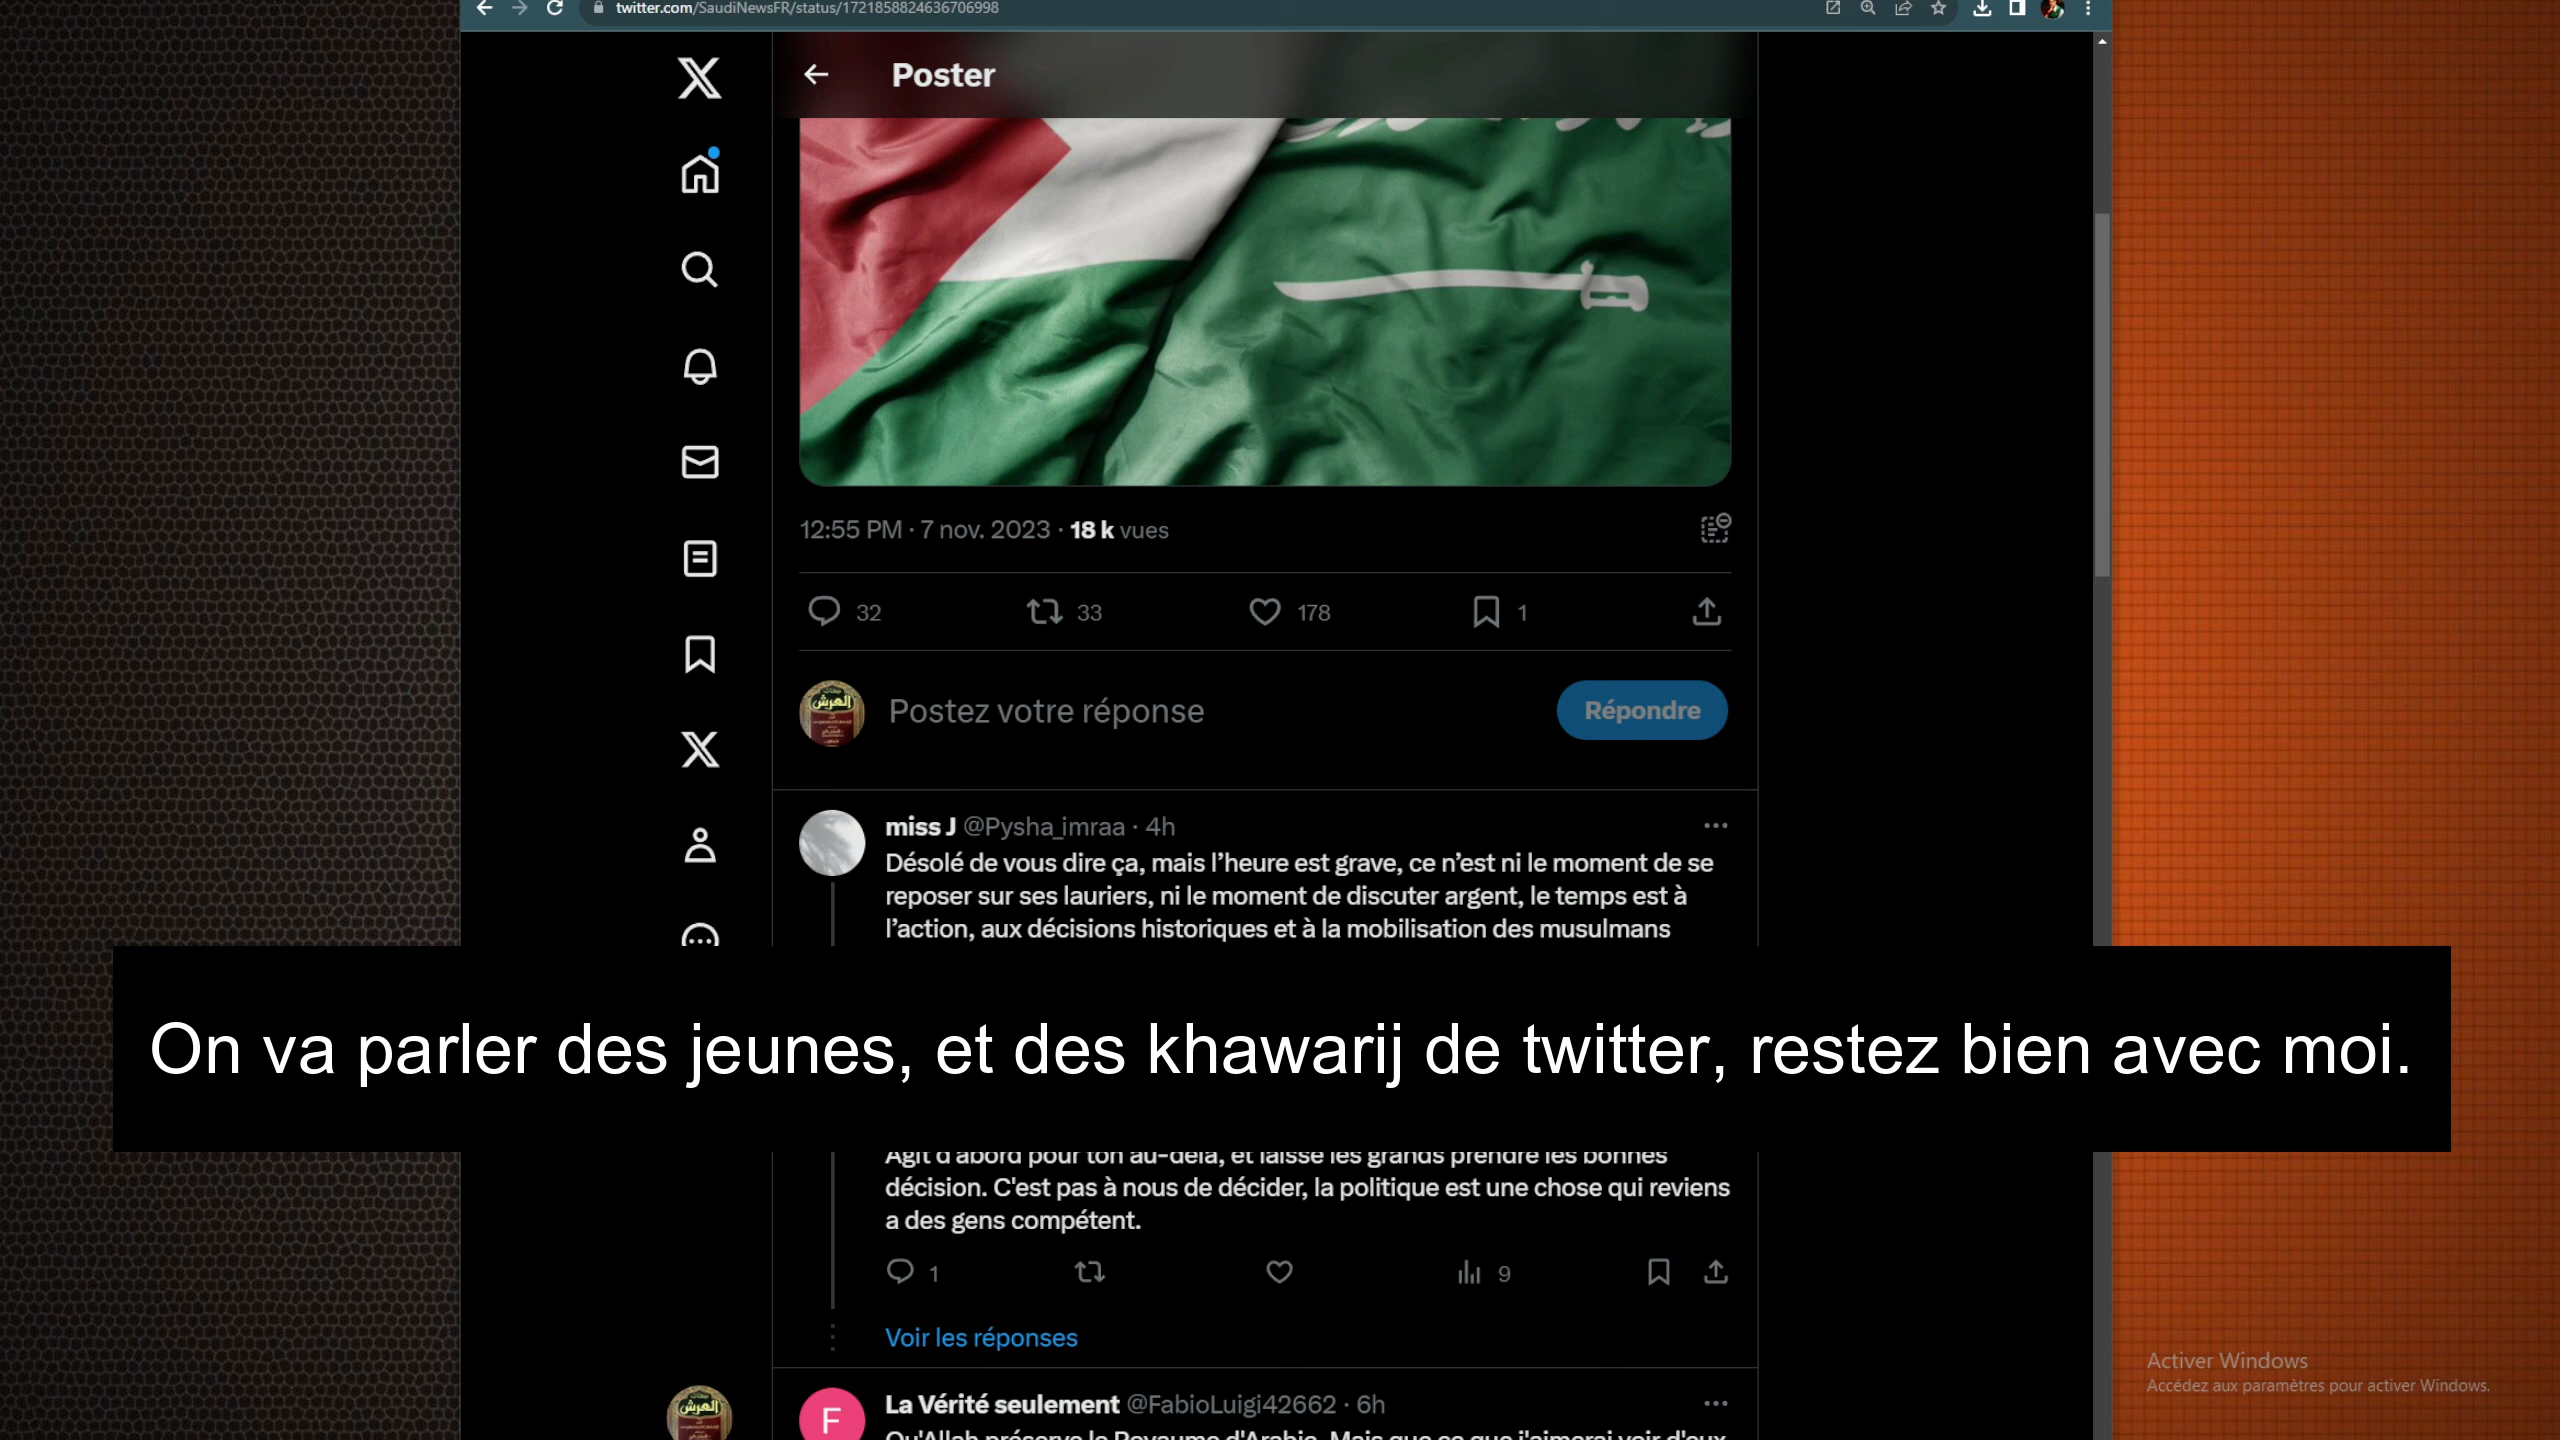 twitter.com/SaudiNewsFR/status/1721858824636706998
Poster
12:55 PM · 7 nov. 2023 · 18 k vues
32 33 178 1
Postez votre réponse
Répondre
miss J @Pysha_imraa · 4h
Désolé de vous dire ça, mais l’heure est grave, ce n’est ni le moment de se
reposer sur ses lauriers, ni le moment de discuter argent, le temps est à
l’action, aux décisions historiques et à la mobilisation des musulmans
On va parler des jeunes, et des khawarij de twitter, restez bien avec moi.
Agit d'abord pour ton au-delà, et laisse les grands prendre les bonnes
décision. C'est pas à nous de décider, la politique est une chose qui reviens
a des gens compétent.
1 9
Voir les réponses
La Vérité seulement @FabioLuigi42662 · 6h
F
Qu'Allah préserve le Royaume d'Arabie. Mais que ce que j'aimerai voir d'eux
Activer Windows
Accédez aux paramètres pour activer Windows.